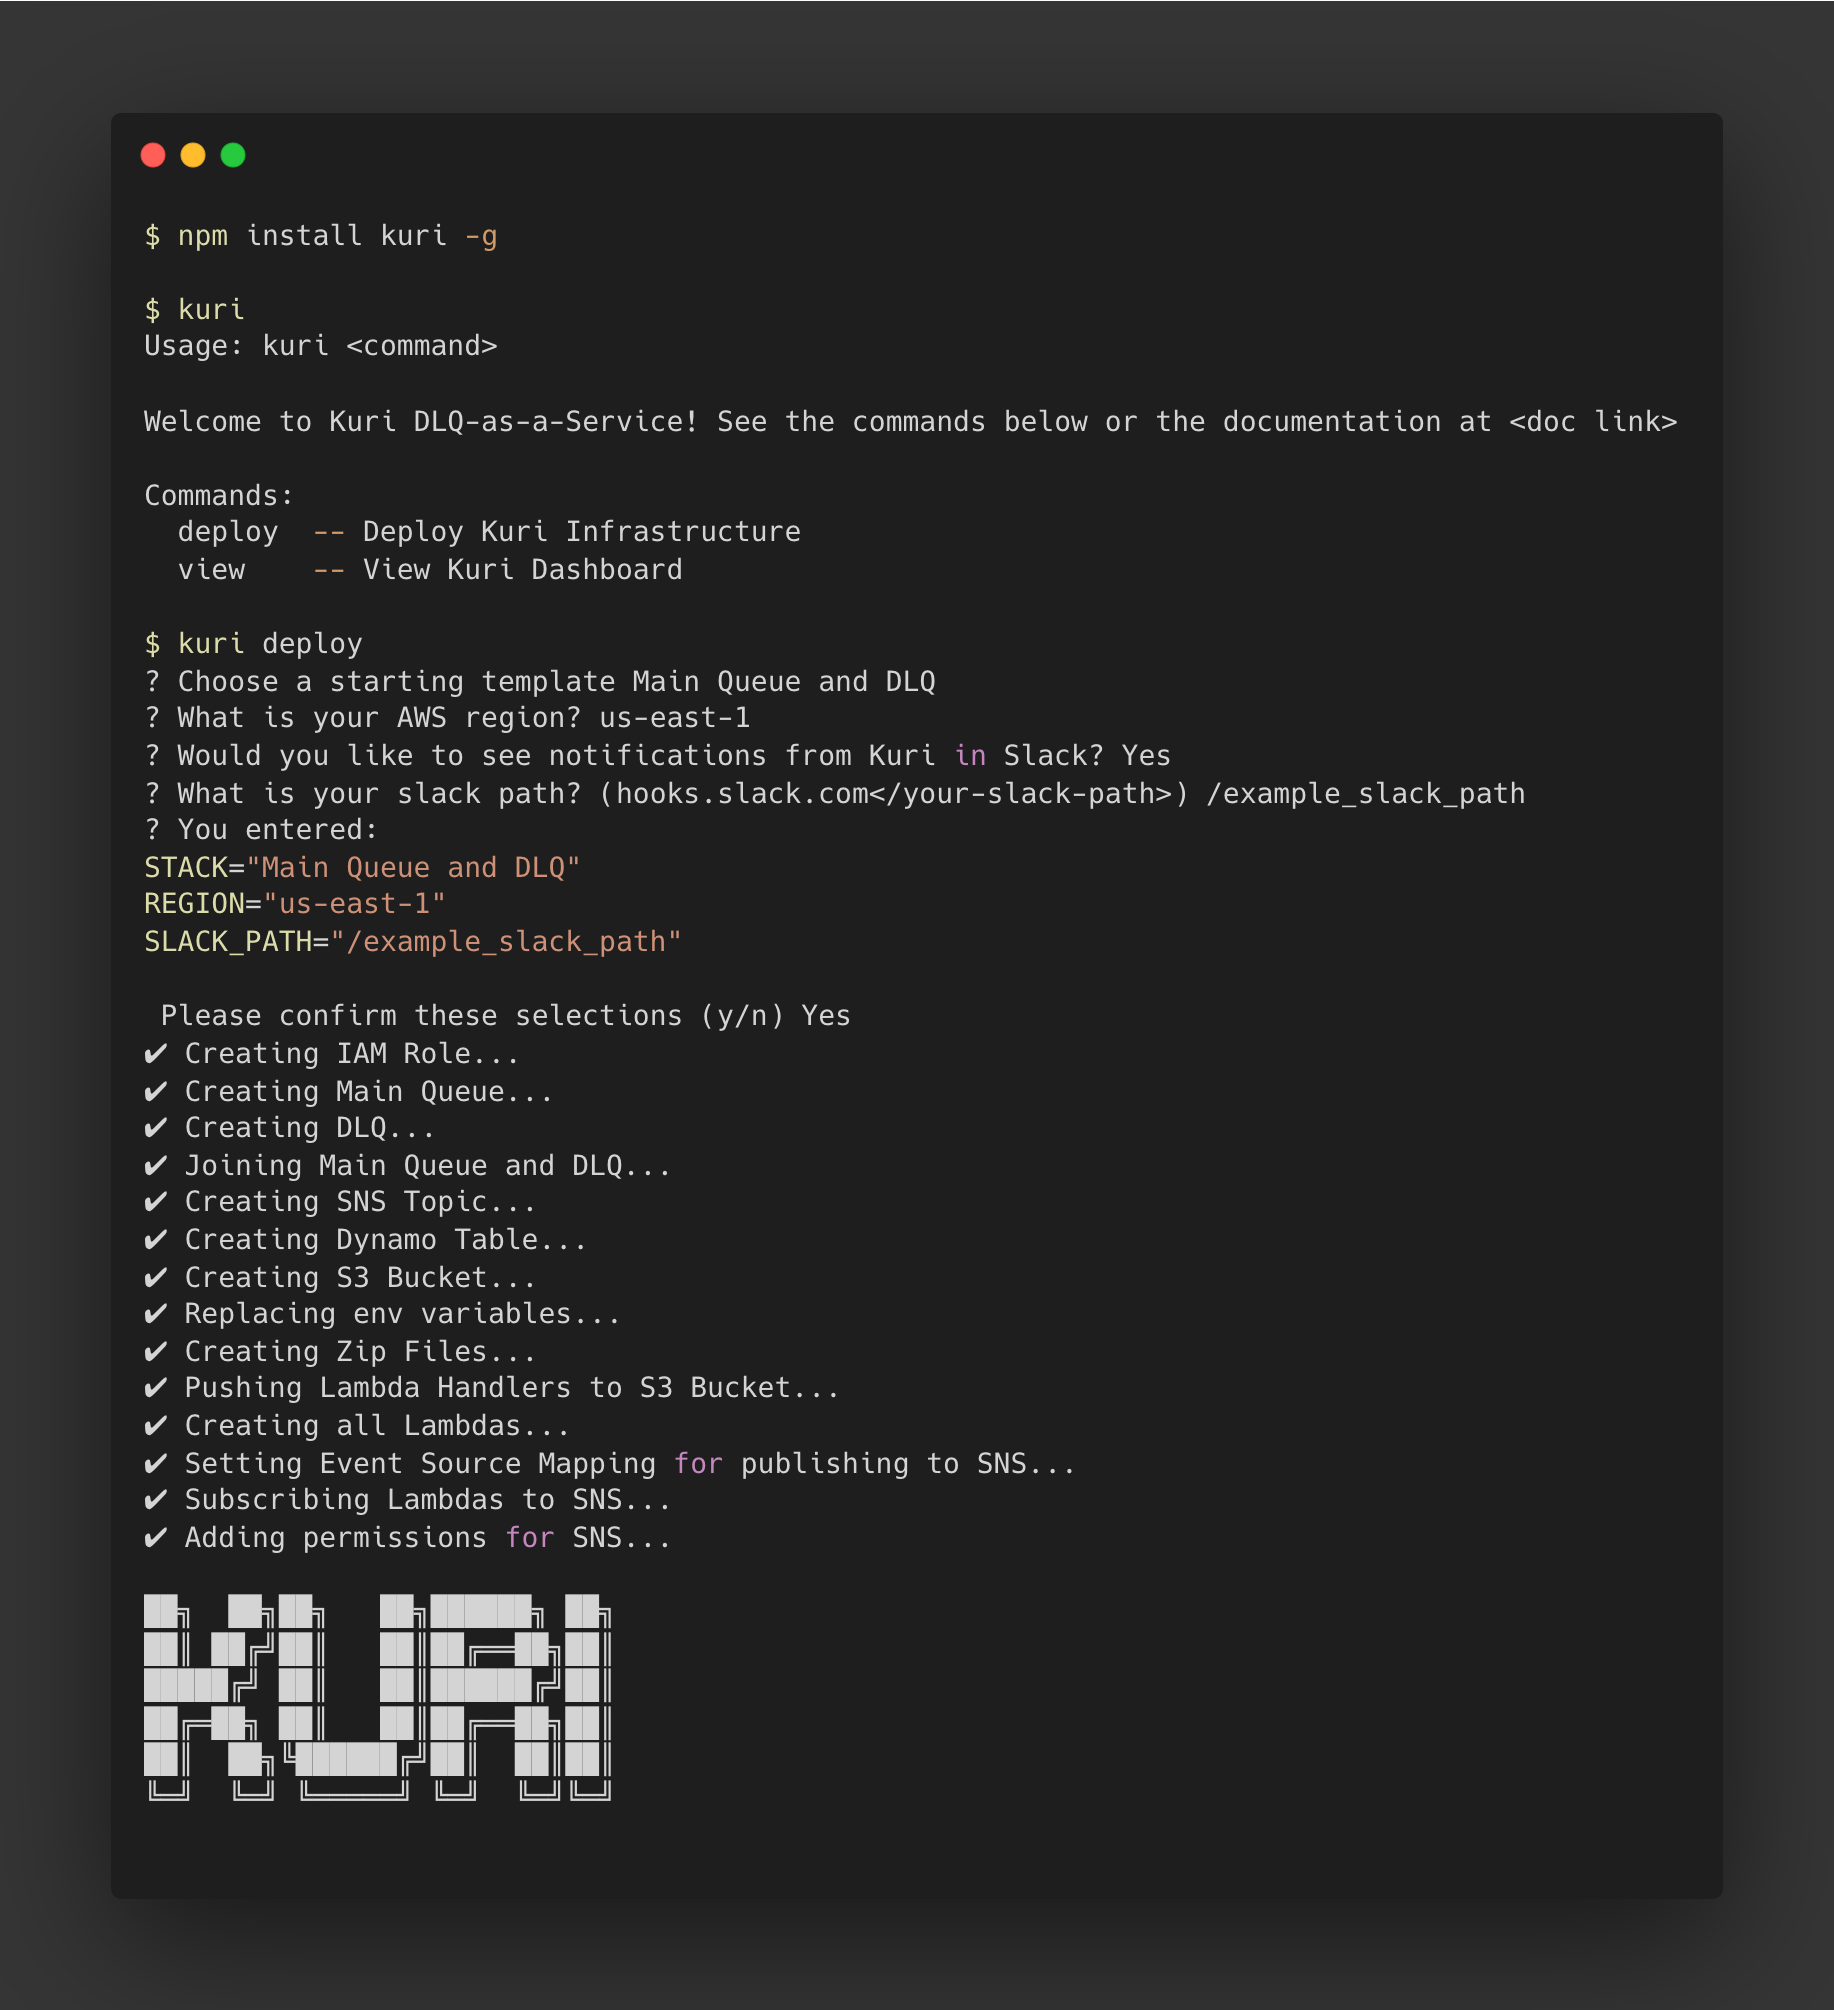 $ npm install kuri -g
$ kuri
Usage: kuri <command>
Welcome to Kuri DLQ-as-a-Service! See the commands below or the documentation at <doc link>
Commands:
  deploy  -- Deploy Kuri Infrastructure
  view    -- View Kuri Dashboard
$ kuri deploy
? Choose a starting template Main Queue and DLQ
? What is your AWS region? us-east-1
? Would you like to see notifications from Kuri in Slack? Yes
? What is your slack path? (hooks.slack.com</your-slack-path>) /example_slack_path
? You entered:
STACK="Main Queue and DLQ"
REGION="us-east-1"
SLACK_PATH="/example_slack_path"
 Please confirm these selections (y/n) Yes
✔ Creating IAM Role...
✔ Creating Main Queue...
✔ Creating DLQ...
✔ Joining Main Queue and DLQ...
✔ Creating SNS Topic...
✔ Creating Dynamo Table...
✔ Creating S3 Bucket...
✔ Replacing env variables...
✔ Creating Zip Files...
✔ Pushing Lambda Handlers to S3 Bucket...
✔ Creating all Lambdas...
✔ Setting Event Source Mapping for publishing to SNS...
✔ Subscribing Lambdas to SNS...
✔ Adding permissions for SNS...
KURI